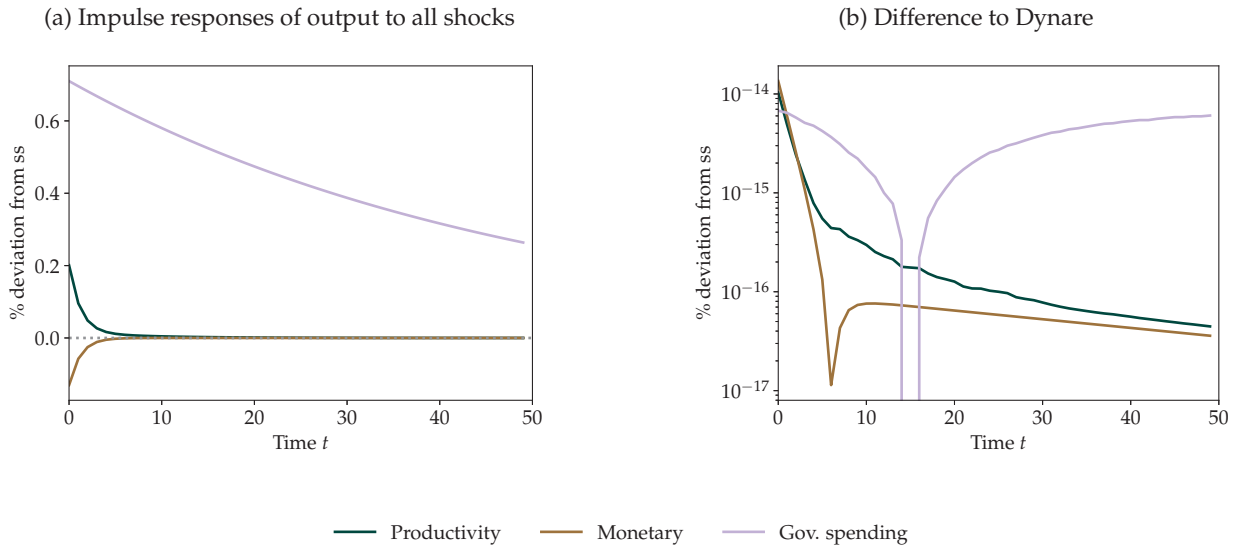 (a) Impulse responses of output to all shocks
(b) Difference to Dynare
% deviation from ss
0.6
0.4
0.2
0.0
0
10
20
30
40
50
Time t
% deviation from ss
10⁻¹⁴
10⁻¹⁵
10⁻¹⁶
10⁻¹⁷
0
10
20
30
40
50
Time t
Productivity
Monetary
Gov. spending